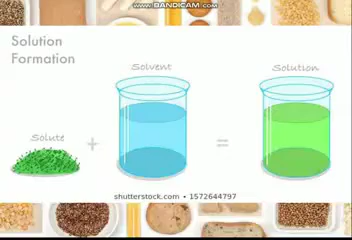 www.BANDICAM.com
Solution
Formation
Solvent
Solution
Solute
+
=
shutterstock.com • 1572644797